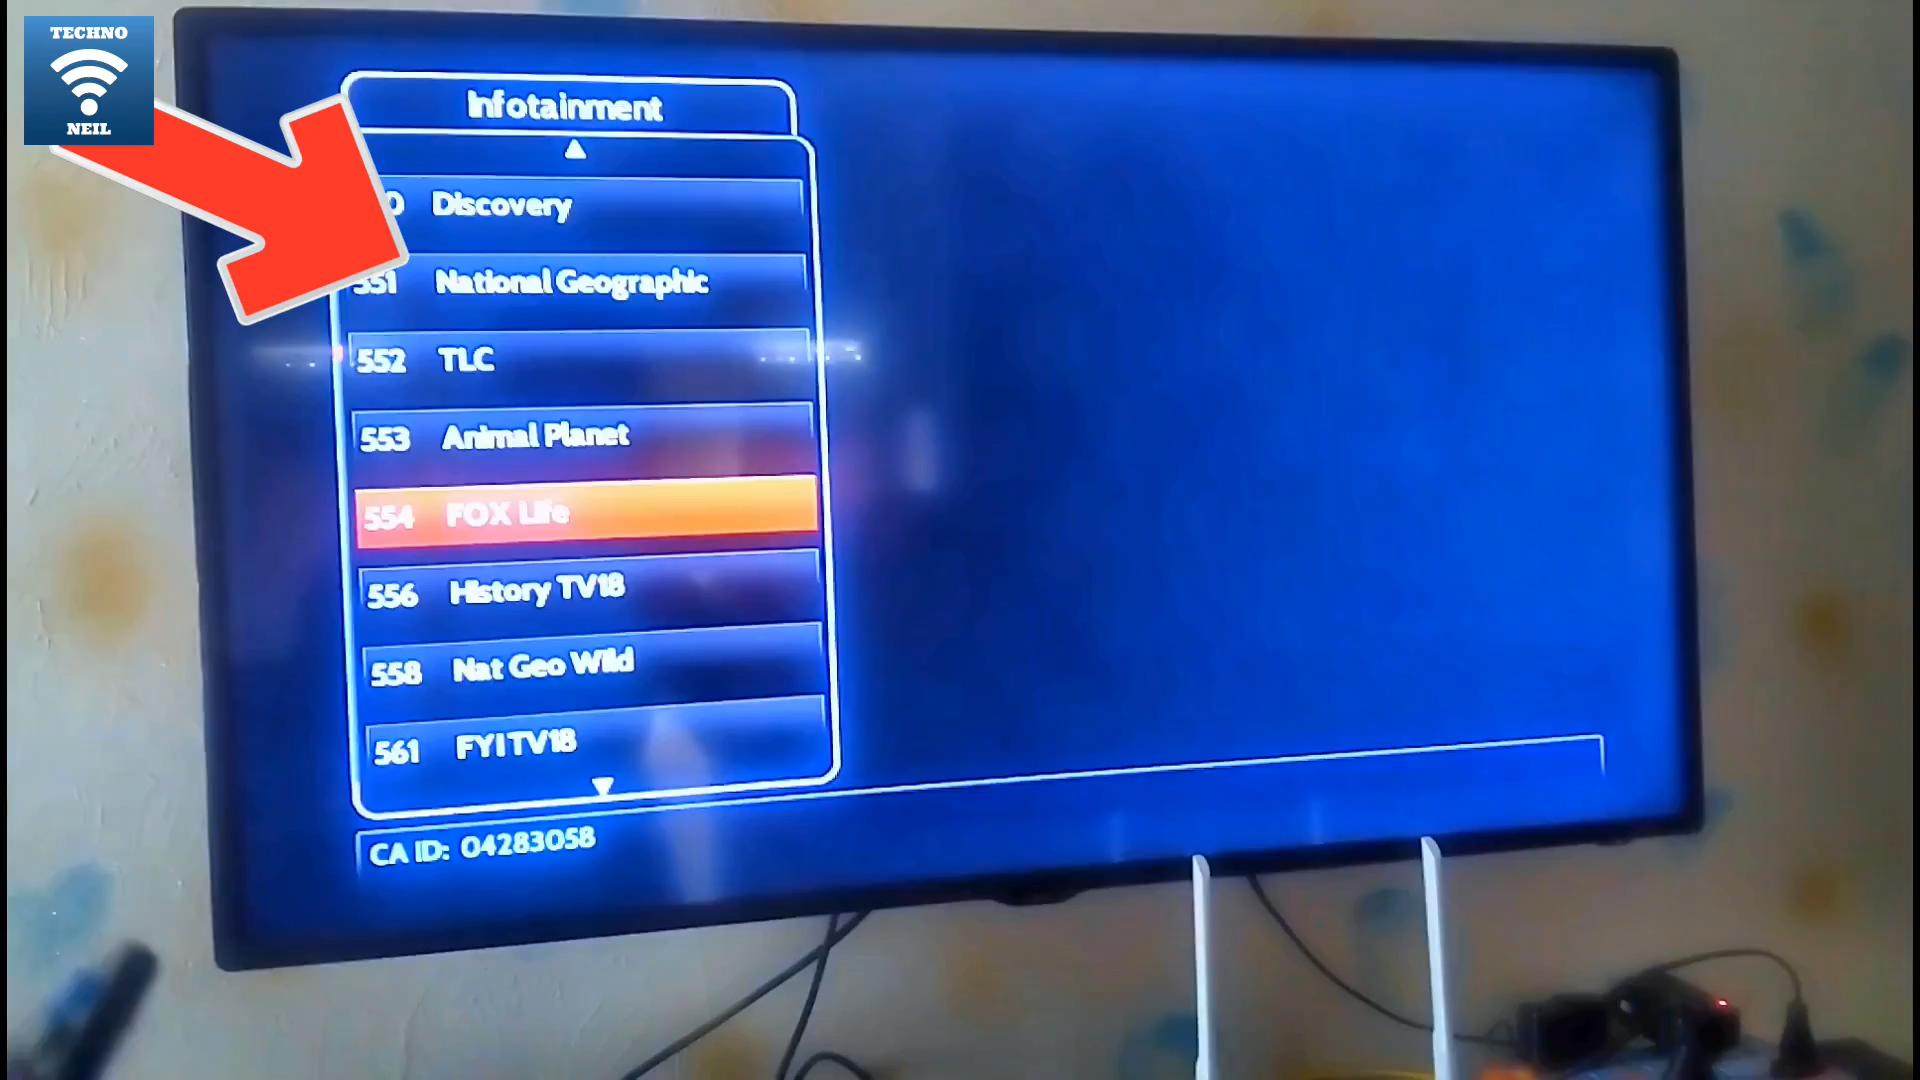 TECHNO
NEIL
Infotainment
Discovery
551 National Geographic
552 TLC
553 Animal Planet
554 FOX Life
556 History TV18
558 Nat Geo Wild
561 FYI TV18
CA ID: 04283058